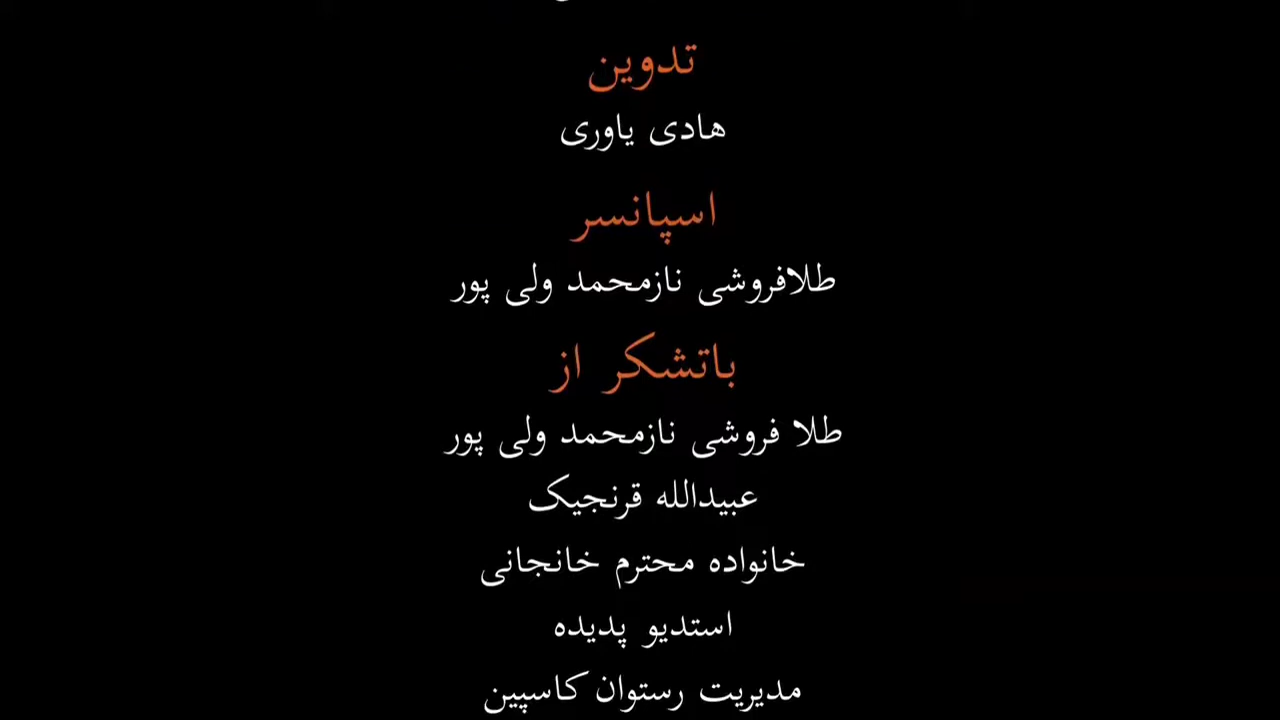 تدوین
هادی یاوری
اسپانسر
طلافروشی نازمحمد ولی پور
باتشکر از
طلا فروشی نازمحمد ولی پور
عبیدالله قرنجیک
خانواده محترم خانجانی
استدیو پدیده
مدیریت رستوان کاسپین